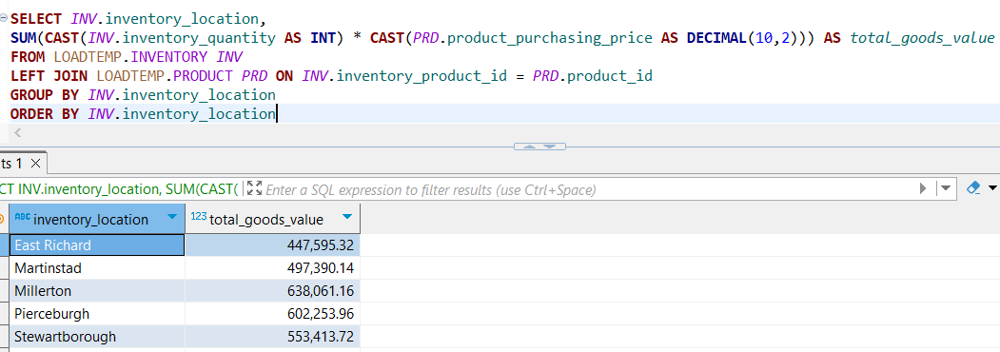 SELECT INV.inventory_location,
SUM(CAST(INV.inventory_quantity AS INT) * CAST(PRD.product_purchasing_price AS DECIMAL(10,2))) AS total_goods_value
FROM LOADTEMP.INVENTORY INV
LEFT JOIN LOADTEMP.PRODUCT PRD ON INV.inventory_product_id = PRD.product_id
GROUP BY INV.inventory_location
ORDER BY INV.inventory_location
ts 1
CT INV.inventory_location, SUM(CAST( Enter a SQL expression to filter results (use Ctrl+Space)
ABC inventory_location 123 total_goods_value
East Richard 447,595.32
Martinstad 497,390.14
Millerton 638,061.16
Pierceburgh 602,253.96
Stewartborough 553,413.72